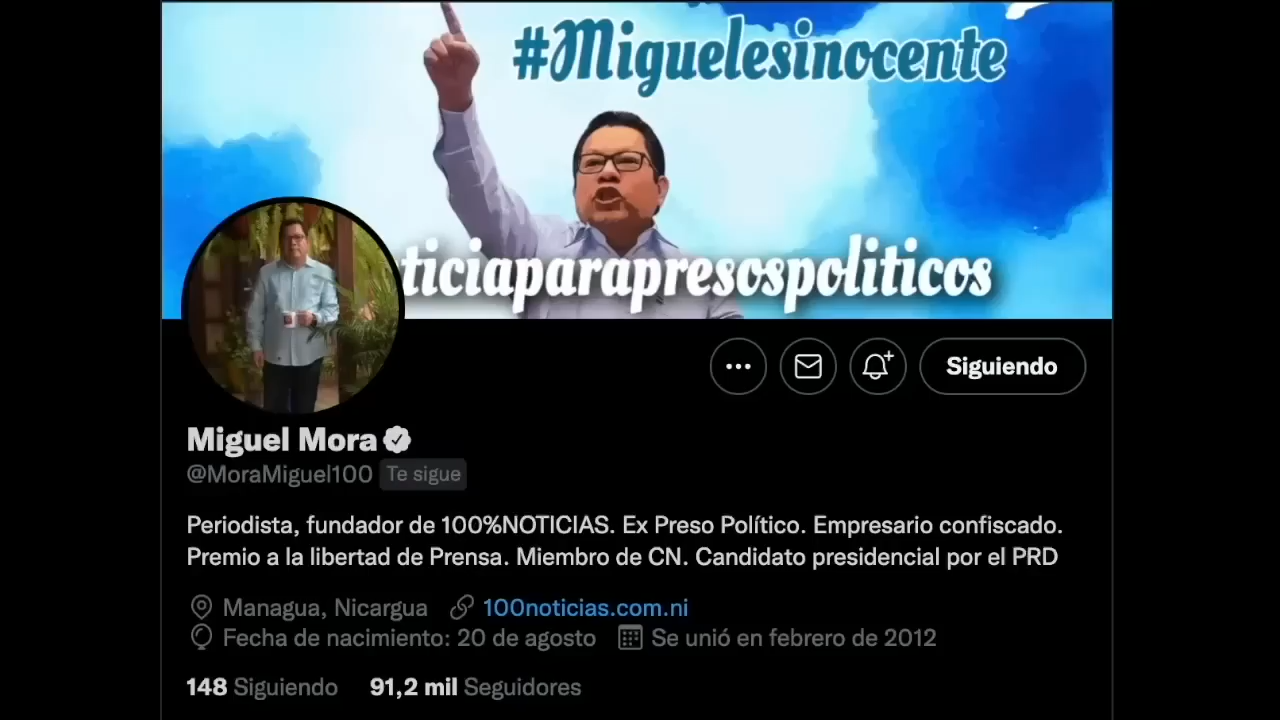 #Miguelesinocente
ticiaparapresospoliticos
Siguiendo
Miguel Mora
@MoraMiguel100 Te sigue
Periodista, fundador de 100%NOTICIAS. Ex Preso Político. Empresario confiscado.
Premio a la libertad de Prensa. Miembro de CN. Candidato presidencial por el PRD
Managua, Nicargua 100noticias.com.ni
Fecha de nacimiento: 20 de agosto Se unió en febrero de 2012
148 Siguiendo 91,2 mil Seguidores